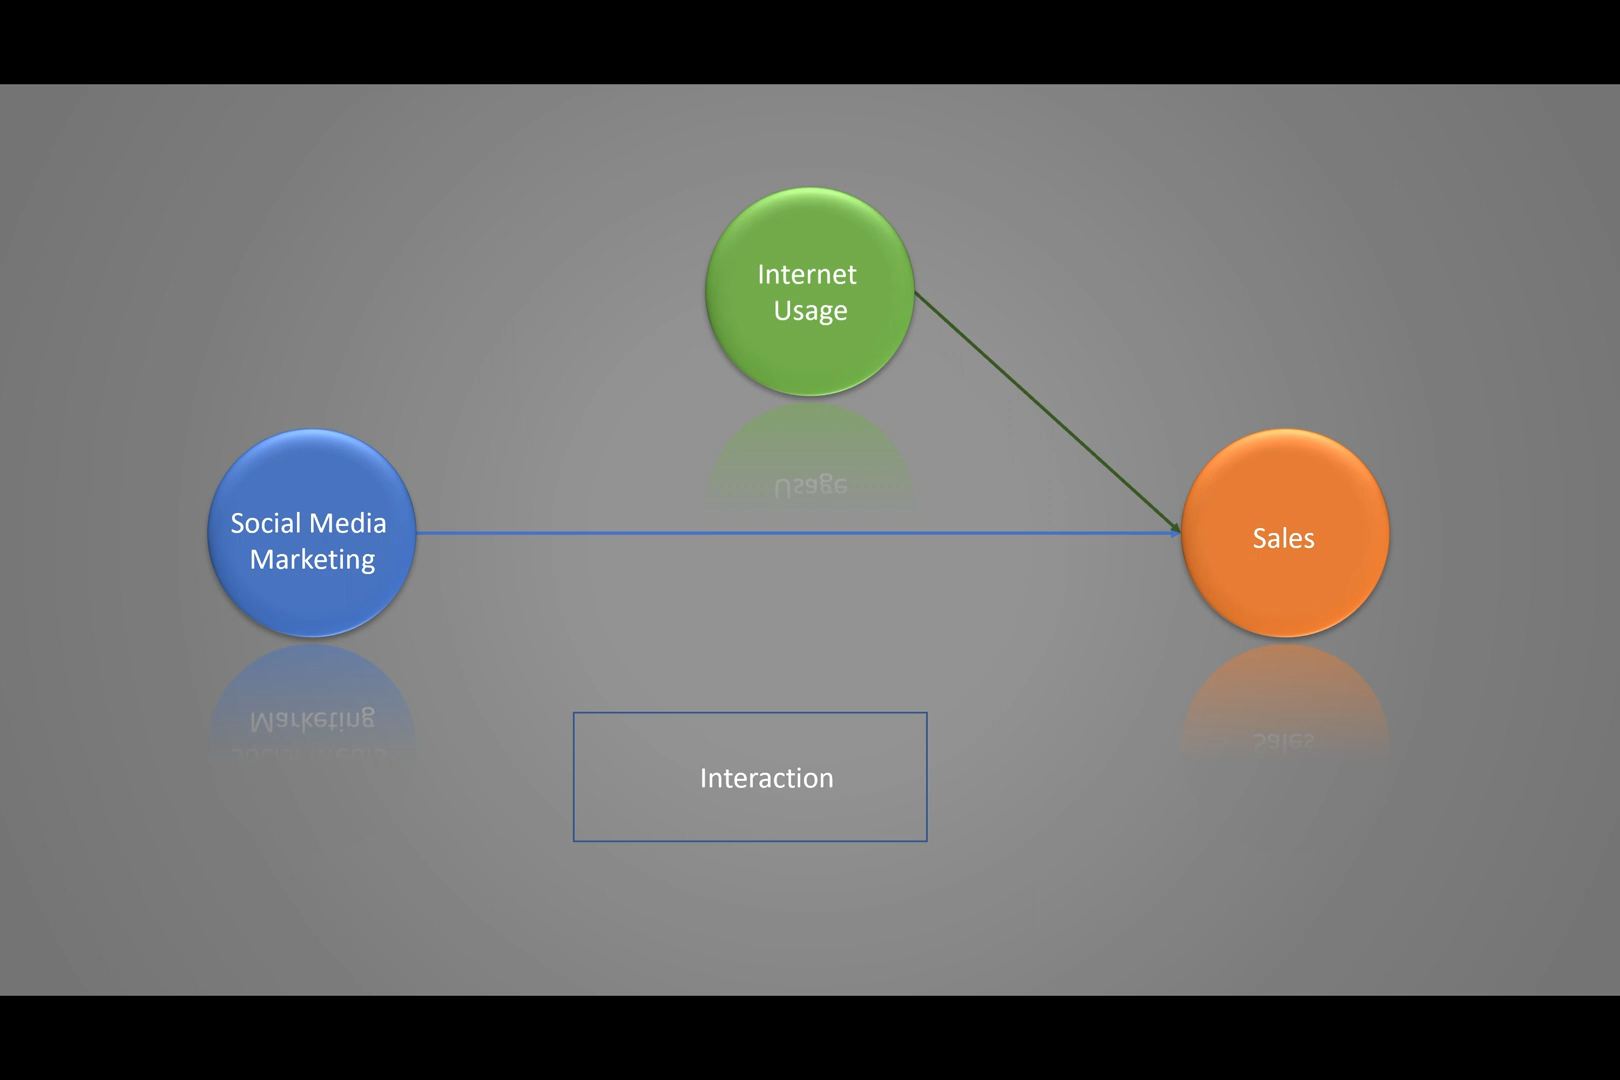 Internet
Usage
Social Media
Marketing
Sales
Interaction